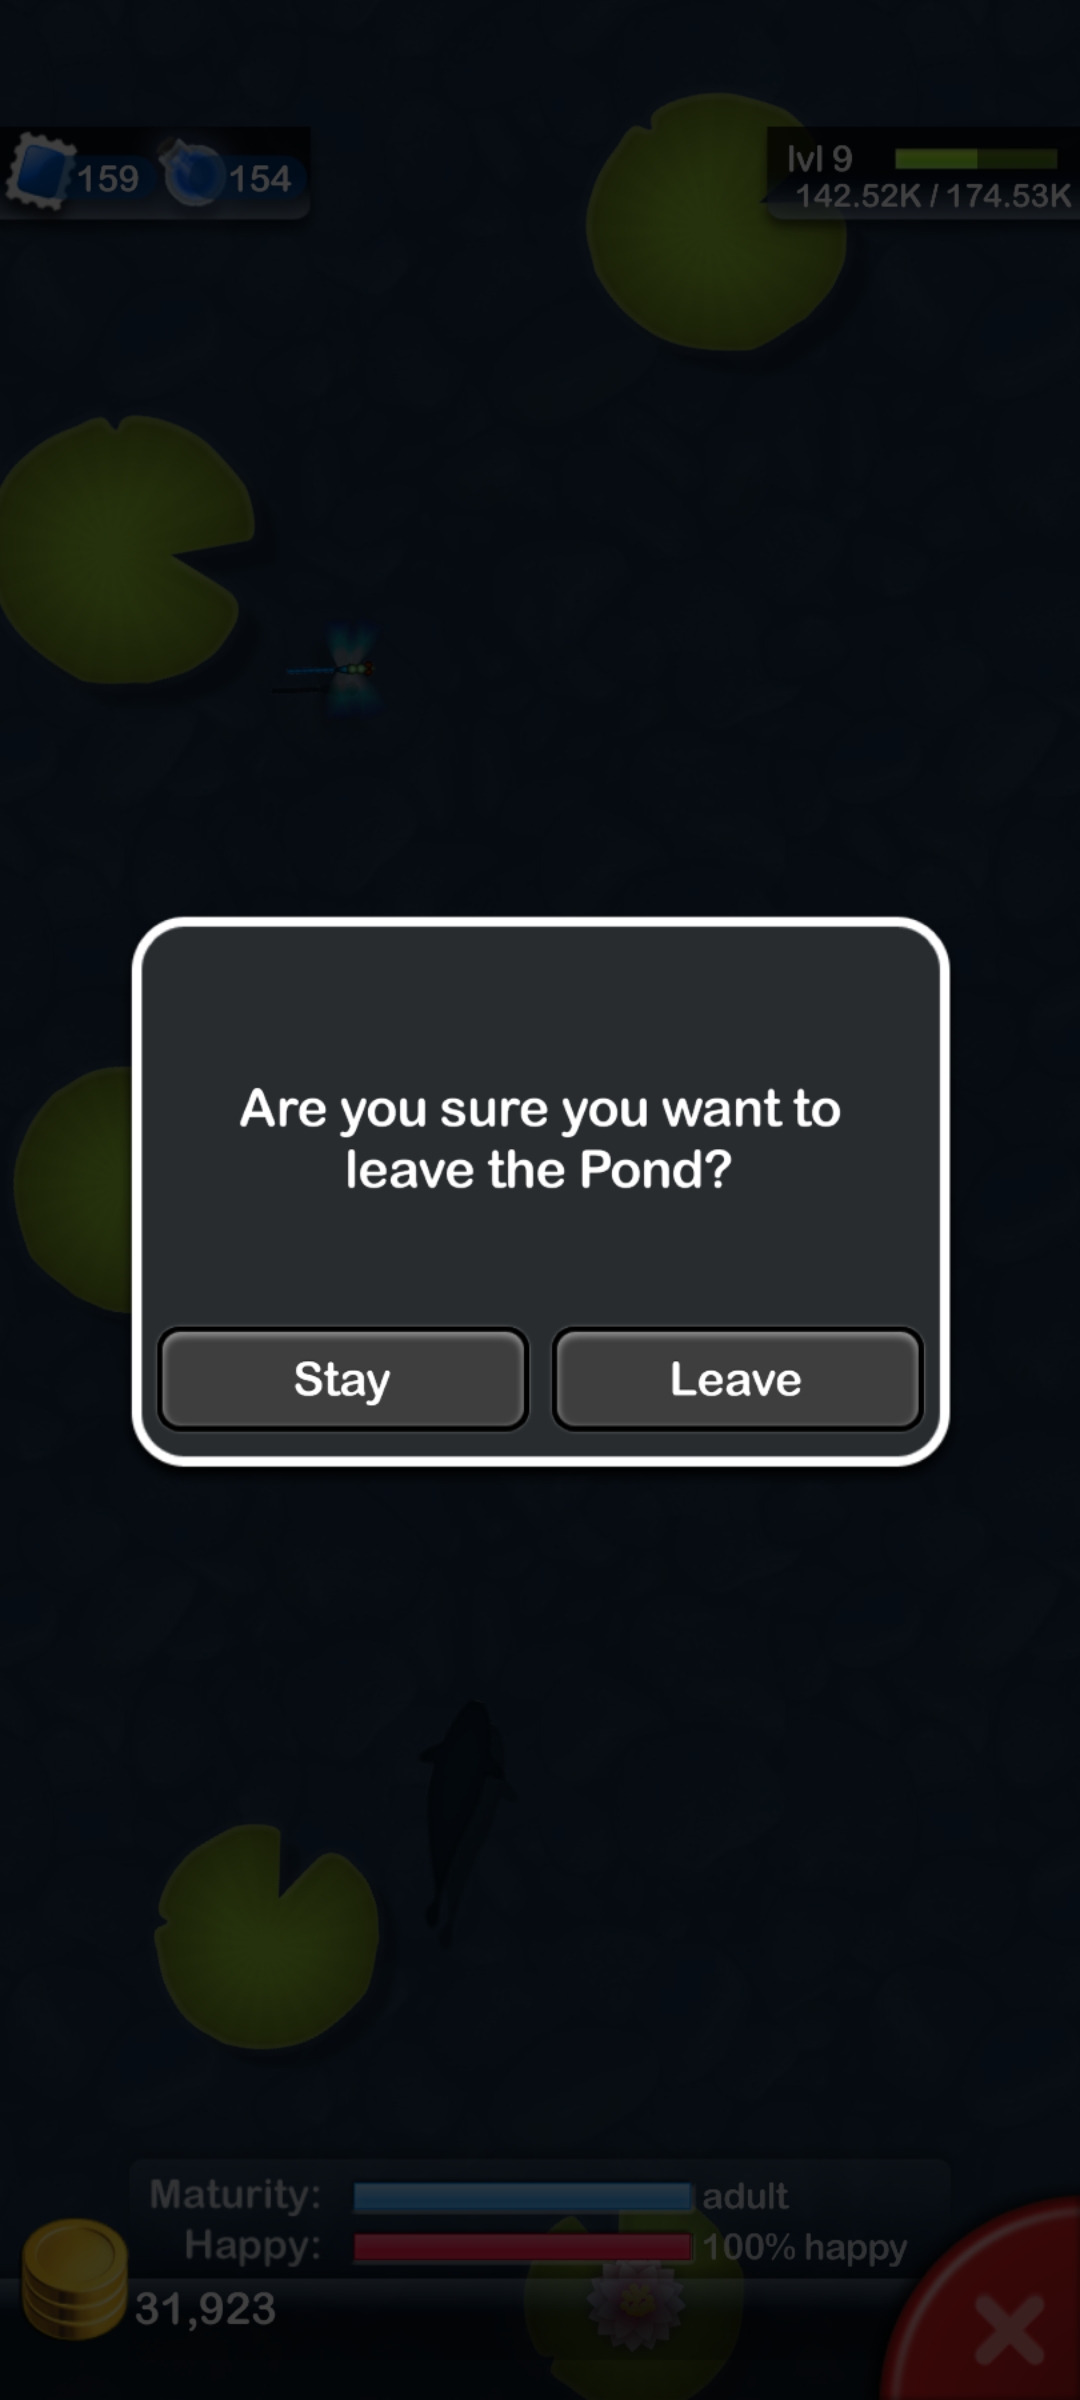 159 154
lvl 9
142.52K / 174.53K
Are you sure you want to
leave the Pond?
Stay Leave
Maturity: adult
Happy: 100% happy
31,923